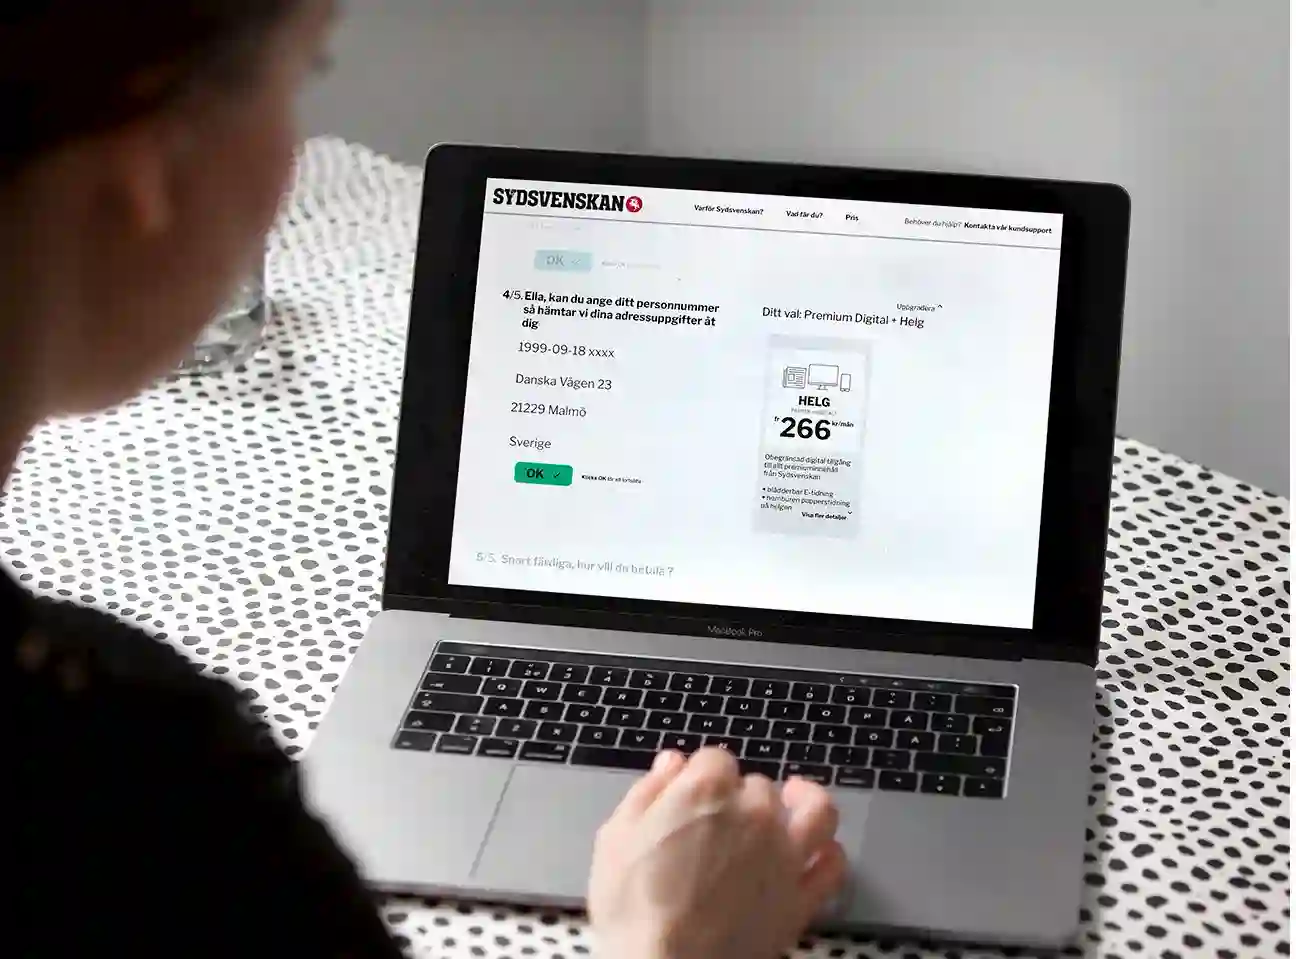 SYDSVENSKAN
Varför Sydsvenskan?
Vad får du?
Pris
Behöver du hjälp? Kontakta vår kundsupport
OK
4/5. Ella, kan du ange ditt personnummer
så hämtar vi dina adressuppgifter åt
dig
1999-09-18 xxxx
Danska Vägen 23
21229 Malmö
Sverige
OK
Klicka OK för att fortsätta
5/5. Snart färdiga, hur vill du betala ?
Uppgradera
Ditt val: Premium Digital + Helg
HELG
fr 266 kr/mån
Obegränsad digital tillgång
till allt premiuminnehåll
från Sydsvenskan
• blädderbar E-tidning
• hemburen papperstidning
på helgen
Visa fler detaljer
MacBook Pro
Q W E R T Y U I O P Å
A S D F G H J K L Ö Ä
Z X C V B N M